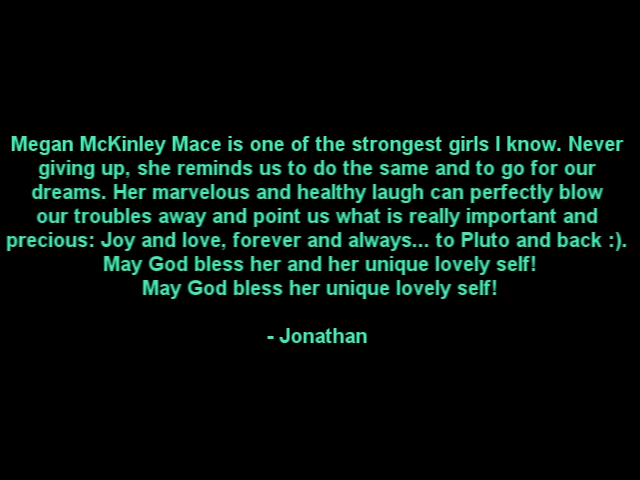 Megan McKinley Mace is one of the strongest girls I know. Never
giving up, she reminds us to do the same and to go for our
dreams. Her marvelous and healthy laugh can perfectly blow
our troubles away and point us what is really important and
precious: Joy and love, forever and always... to Pluto and back :).
May God bless her and her unique lovely self!
May God bless her unique lovely self!
- Jonathan